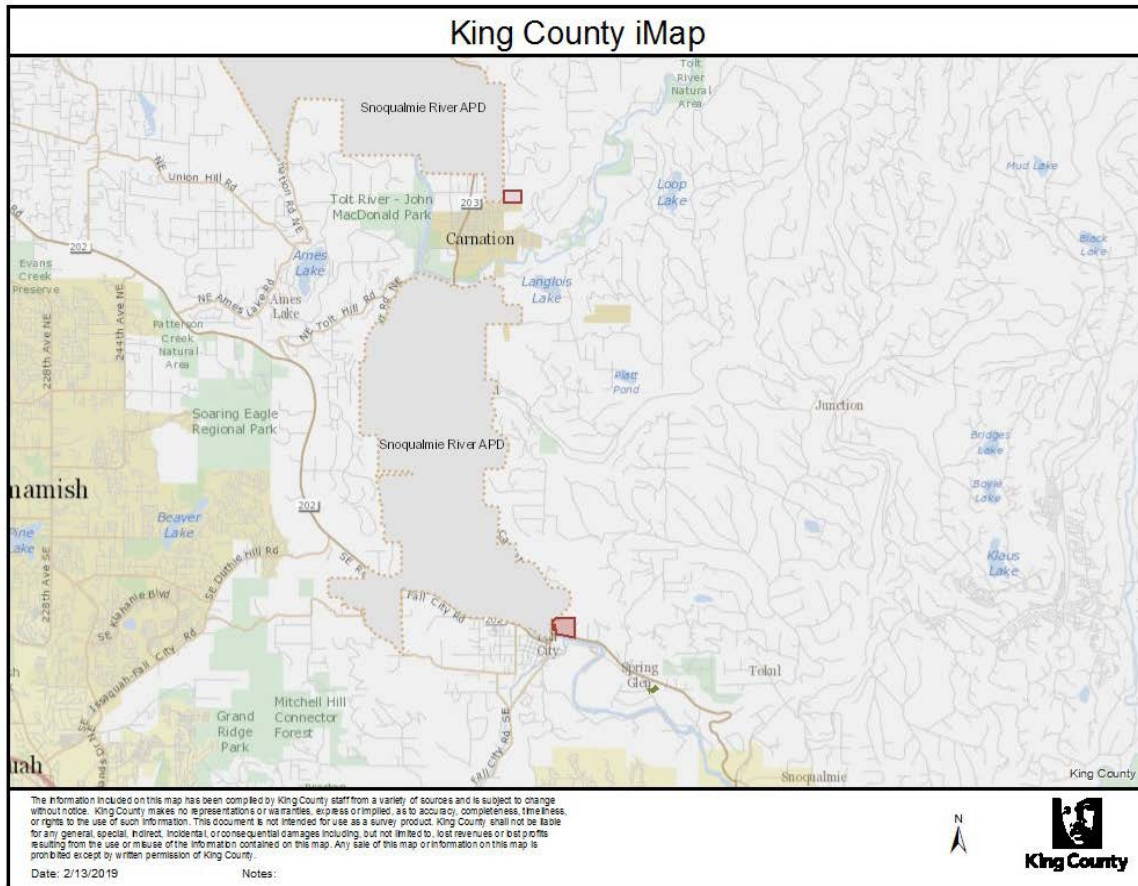 King County iMap
Tolt
River
Natural
Area
Snoqualmie River APD
NE Union Hill Rd
Mud Lake
Loop
Lake
Tolt River - John
MacDonald Park
203
Carnation
202
Black
Lake
Evans
Creek
Preserve
Ames
Lake
Langlois
Lake
NE Ames Lake Rd
Ames
Lake
NE Tolt Hill Rd
244th Ave NE
228th Ave NE
Patterson
Creek
Natural
Area
Platt
Pond
Junction
Soaring Eagle
Regional Park
Snoqualmie River APD
Bridges
Lake
Boyle
Lake
mamish
202
Beaver
Lake
Pine
Lake
Klaus
Lake
228th Ave SE
SE Duthie Hill Rd
SE Klahanie Blvd
Fall City Rd
202
City
SE Issaquah-Fall City Rd
Spring
Glen
Tokul
Mitchell Hill
Connector
Forest
Grand
Ridge
Park
Fall City Rd SE
uah
Snoqualmie
King County
The information included on this map has been compiled by King County staff from a variety of sources and is subject to change
without notice. King County makes no representations or warranties, express or implied, as to accuracy, completeness, timeliness,
or rights to the use of such information. This document is not intended for use as a survey product. King County shall not be liable
for any general, special, indirect, incidental, or consequential damages including, but not limited to, lost revenues or lost profits
resulting from the use or misuse of the information contained on this map. Any sale of this map or information on this map is
prohibited except by written permission of King County.
Date: 2/13/2019 Notes:
N
King County